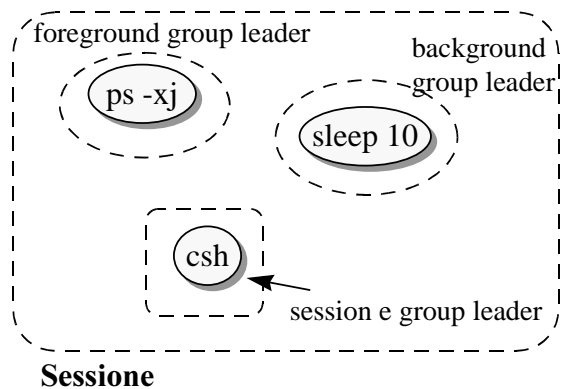 foreground group leader
background
group leader
ps -xj
sleep 10
csh
session e group leader
Sessione